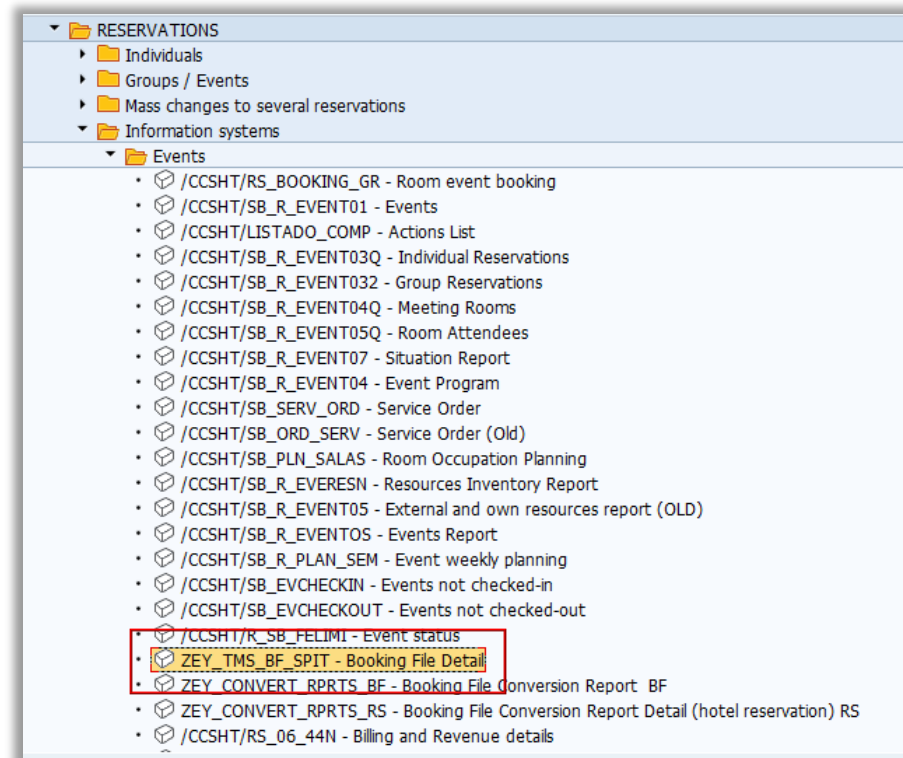 RESERVATIONS
Individuals
Groups / Events
Mass changes to several reservations
Information systems
Events
/CCSHT/RS_BOOKING_GR - Room event booking
/CCSHT/SB_R_EVENT01 - Events
/CCSHT/LISTADO_COMP - Actions List
/CCSHT/SB_R_EVENT03Q - Individual Reservations
/CCSHT/SB_R_EVENT032 - Group Reservations
/CCSHT/SB_R_EVENT04Q - Meeting Rooms
/CCSHT/SB_R_EVENT05Q - Room Attendees
/CCSHT/SB_R_EVENT07 - Situation Report
/CCSHT/SB_R_EVENT04 - Event Program
/CCSHT/SB_SERV_ORD - Service Order
/CCSHT/SB_ORD_SERV - Service Order (Old)
/CCSHT/SB_PLN_SALAS - Room Occupation Planning
/CCSHT/SB_R_EVERESN - Resources Inventory Report
/CCSHT/SB_R_EVENT05 - External and own resources report (OLD)
/CCSHT/SB_R_EVENTOS - Events Report
/CCSHT/SB_R_PLAN_SEM - Event weekly planning
/CCSHT/SB_EVCHECKIN - Events not checked-in
/CCSHT/SB_EVCHECKOUT - Events not checked-out
/CCSHT/R_SB_FELIMI - Event status
ZEY_TMS_BF_SPIT - Booking File Detail
ZEY_CONVERT_RPRTS_BF - Booking File Conversion Report BF
ZEY_CONVERT_RPRTS_RS - Booking File Conversion Report Detail (hotel reservation) RS
/CCSHT/RS_06_44N - Billing and Revenue details